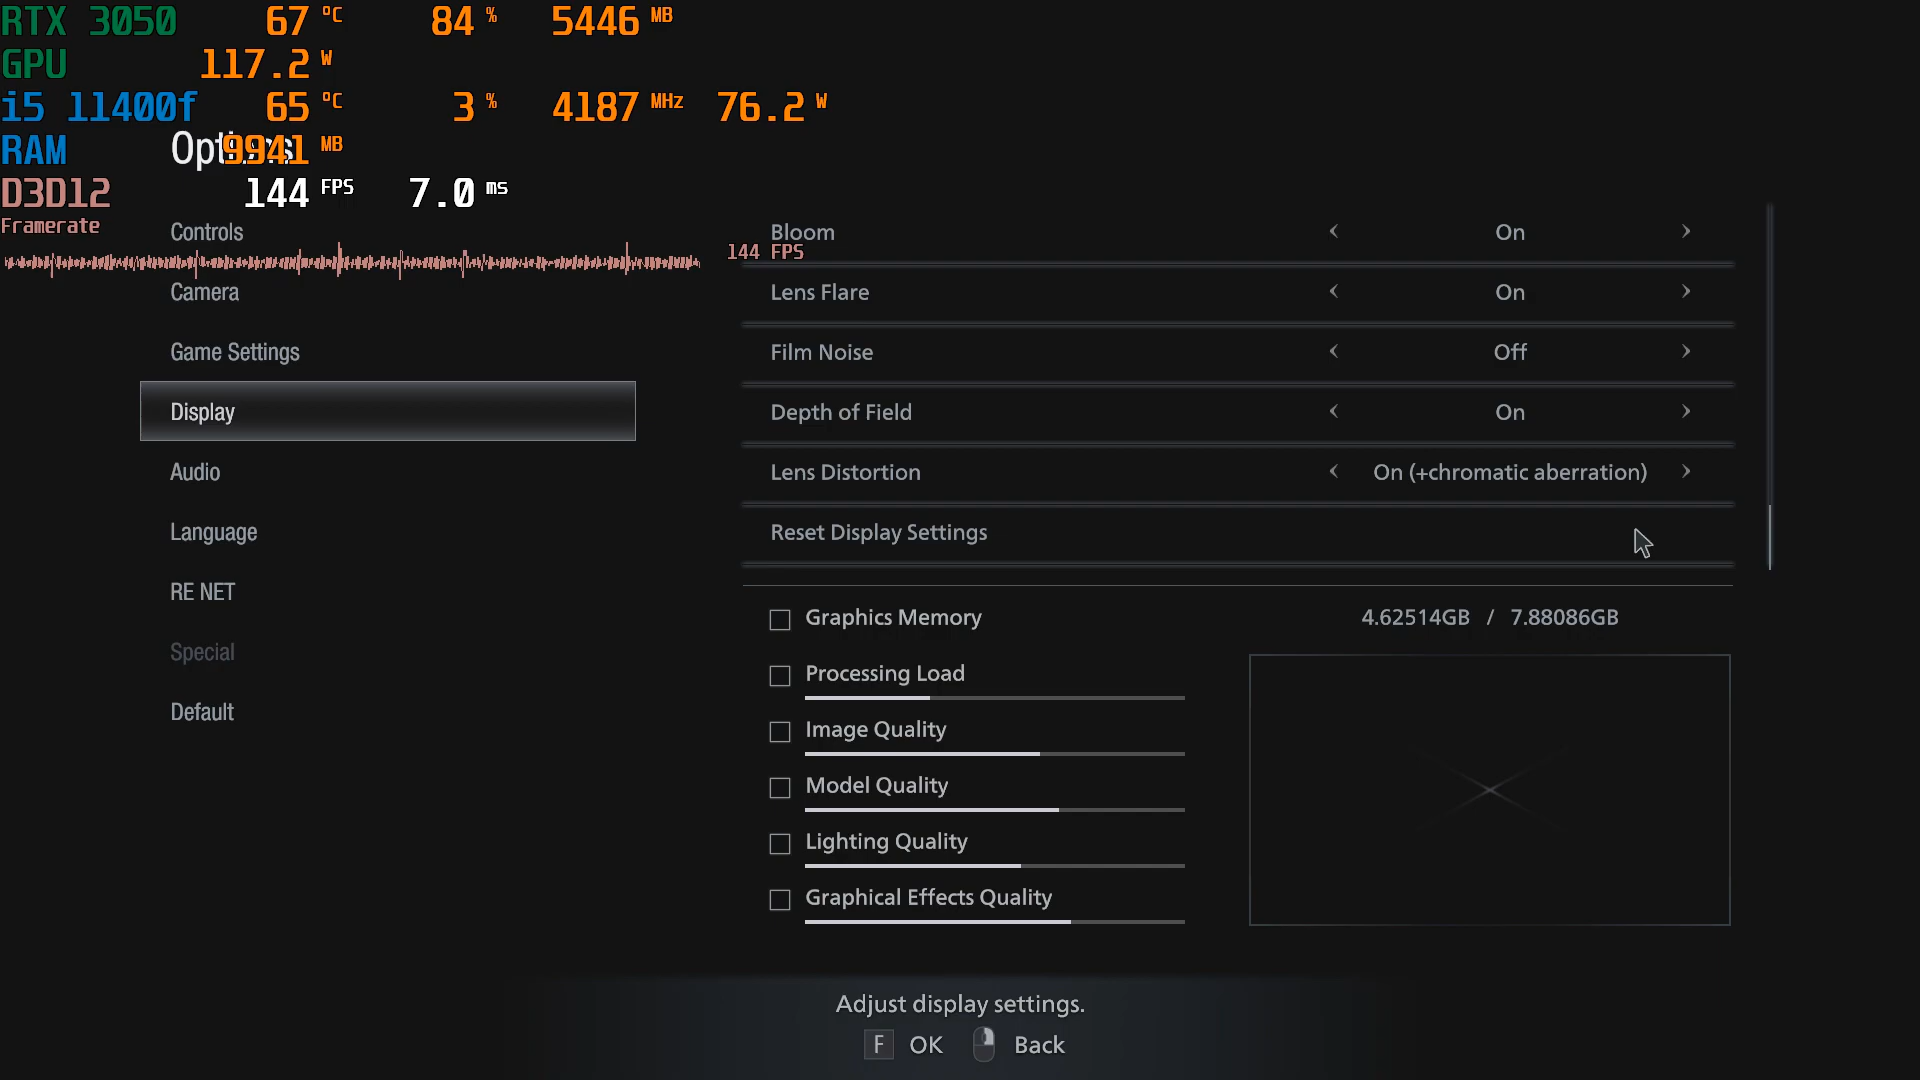 RTX 3050 67 °C 84 % 5446 MB
GPU 117.2 W
i5 11400f 65 °C 3 % 4187 MHz 76.2 W
RAM 9941 MB
Options
D3D12 144 FPS 7.0 ms
Framerate
144 FPS
Controls
Camera
Game Settings
Display
Audio
Language
RE NET
Special
Default
Bloom On
Lens Flare On
Film Noise Off
Depth of Field On
Lens Distortion On (+chromatic aberration)
Reset Display Settings
Graphics Memory 4.62514GB / 7.88086GB
Processing Load
Image Quality
Model Quality
Lighting Quality
Graphical Effects Quality
Adjust display settings.
F OK Back